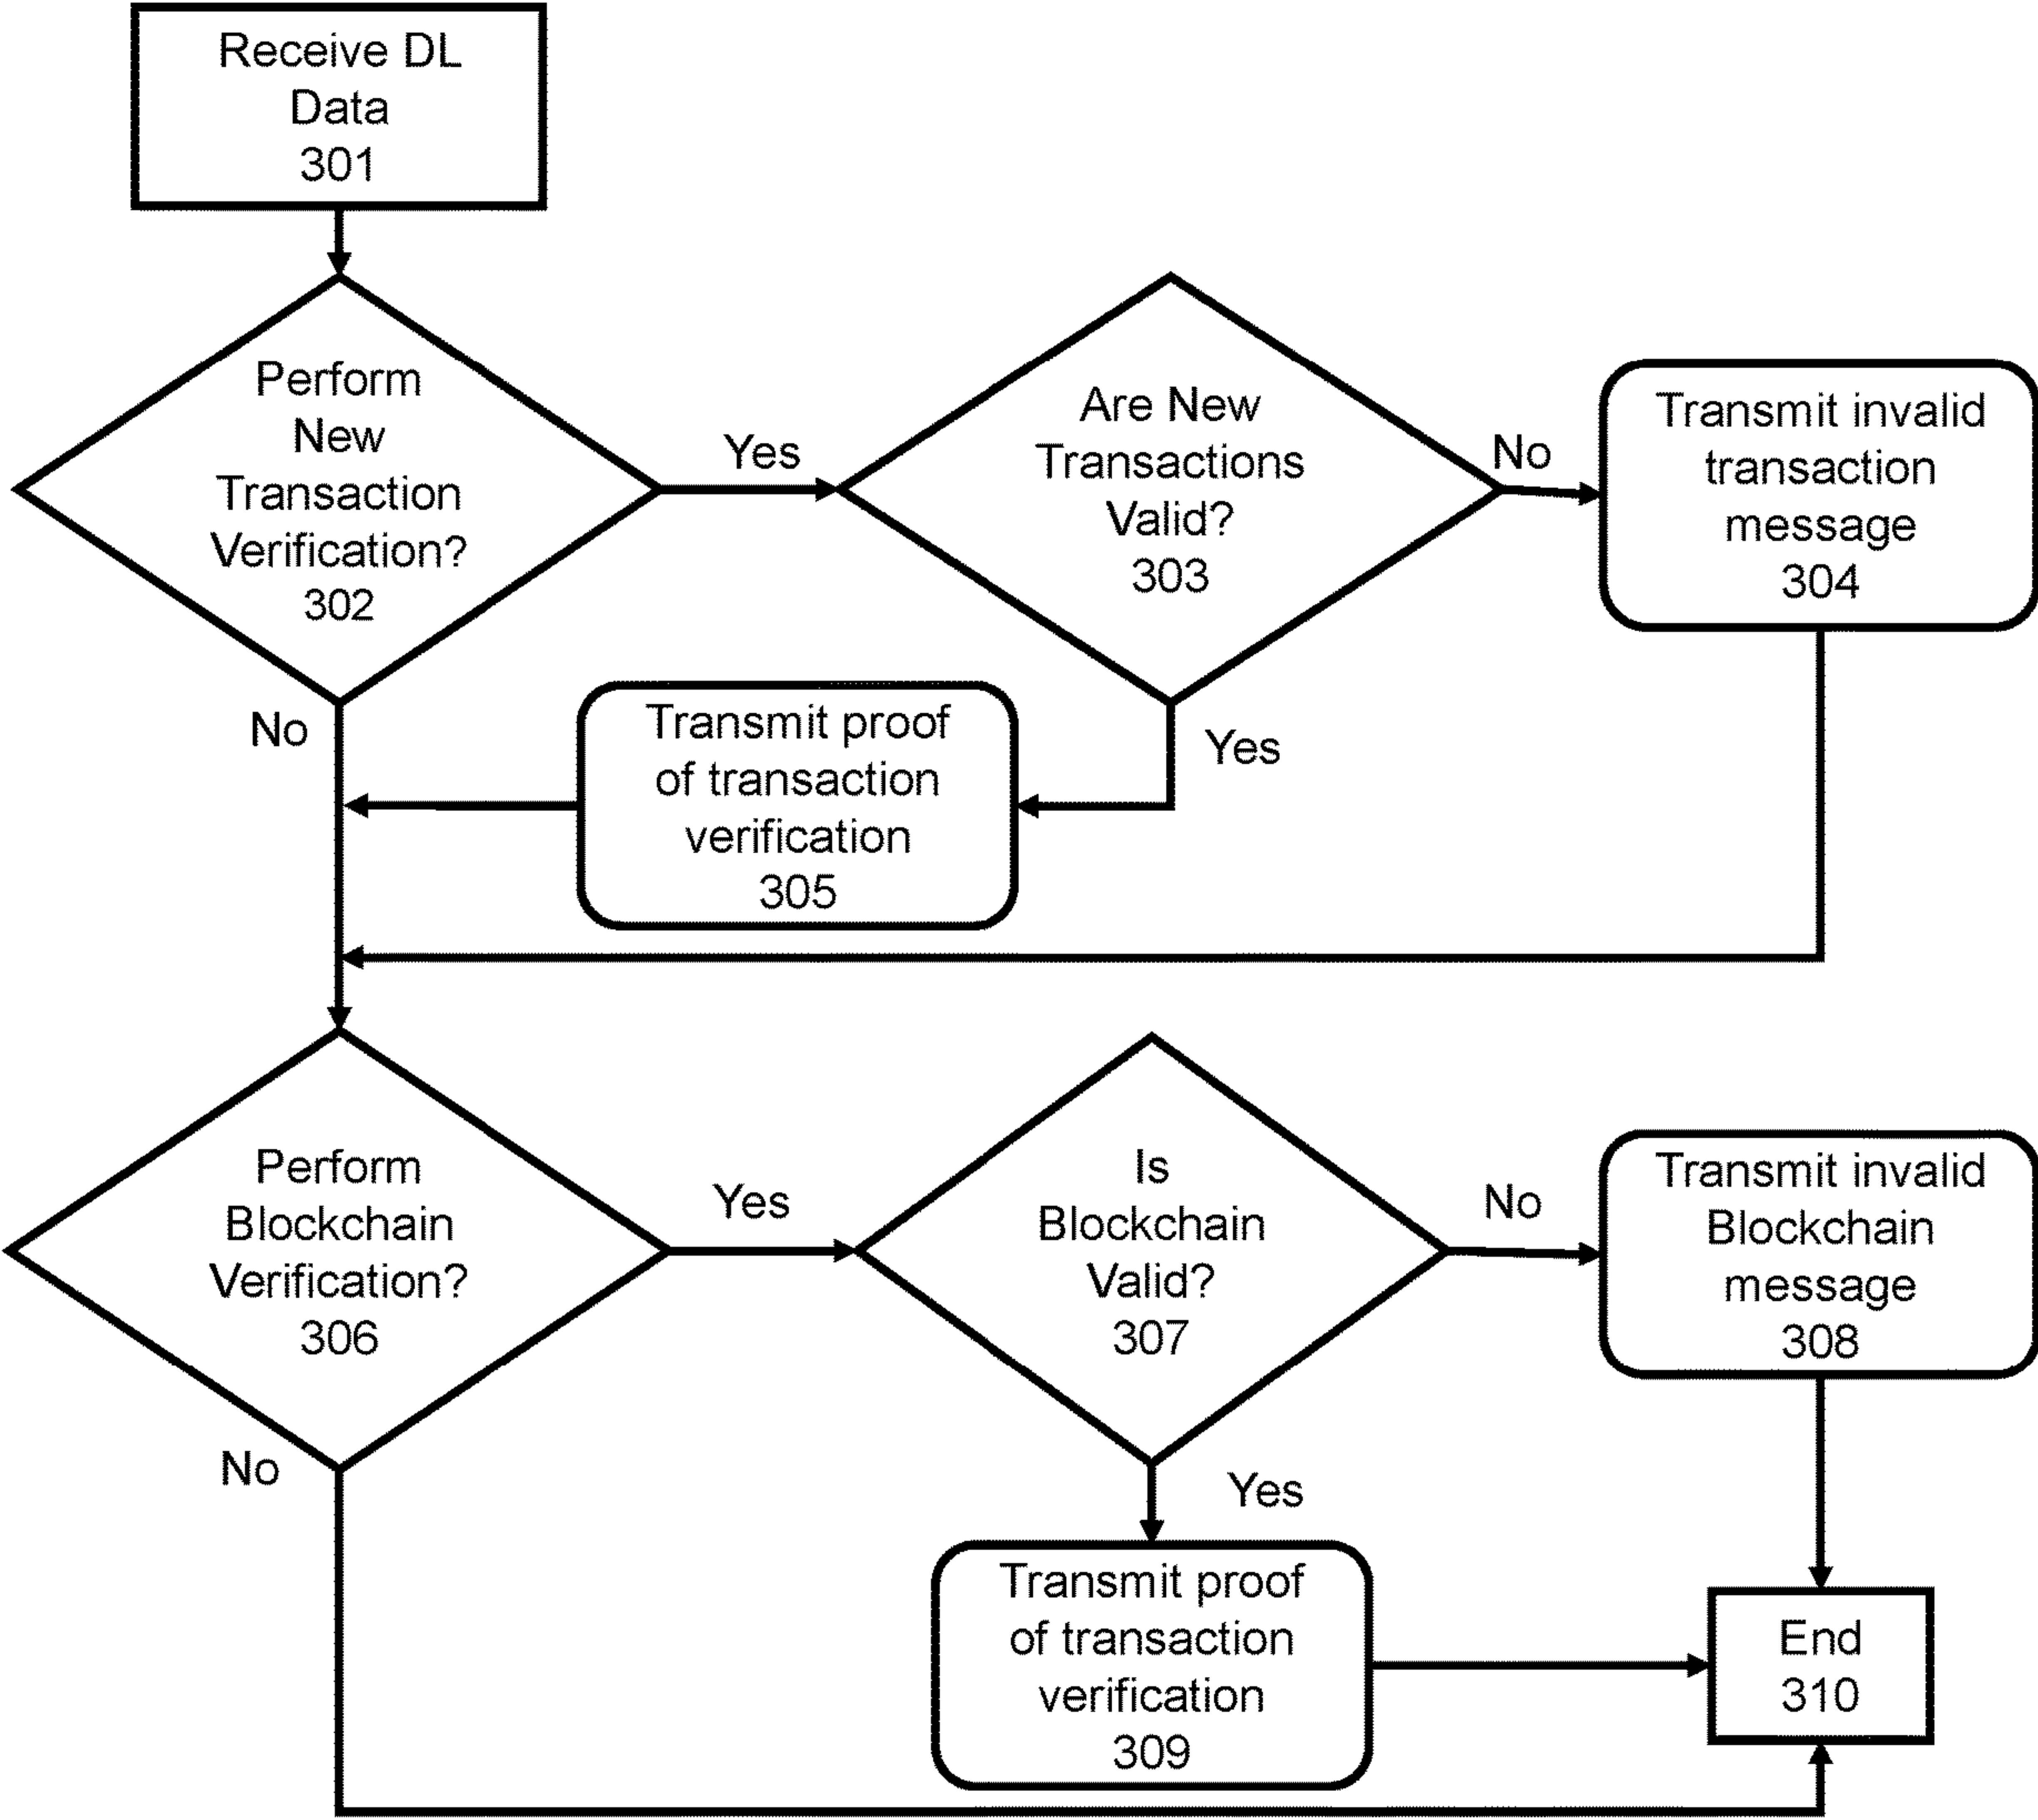 Receive DL
Data
301
Perform
New
Transaction
Verification?
302
Yes
Are New
Transactions
Valid?
303
No
Transmit invalid
transaction
message
304
No
Transmit proof
of transaction
verification
305
Yes
Perform
Blockchain
Verification?
306
Yes
Is
Blockchain
Valid?
307
No
Transmit invalid
Blockchain
message
308
No
Yes
Transmit proof
of transaction
verification
309
End
310